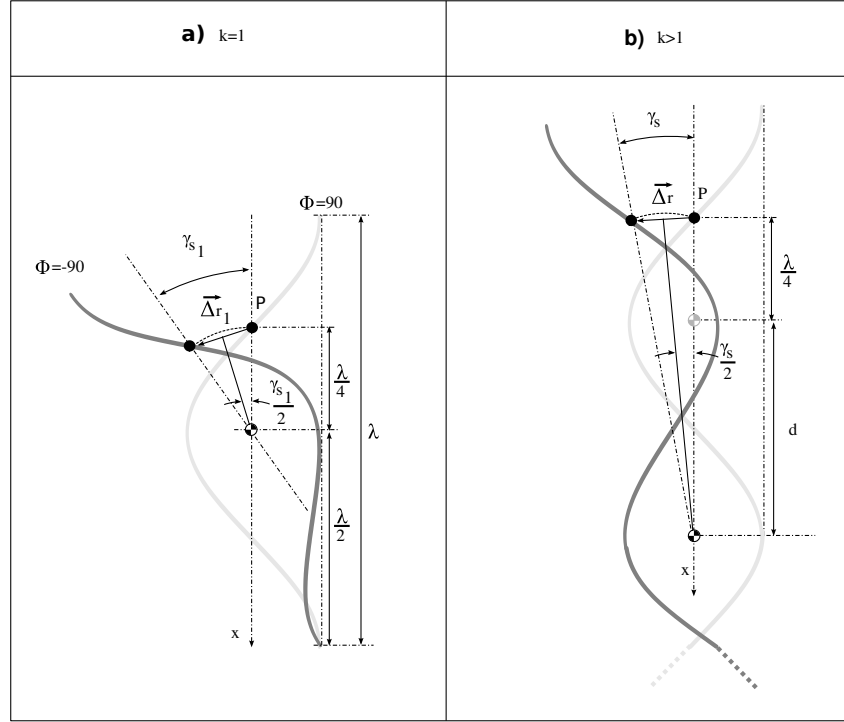 a) k=1
b) k>1
Φ=90
γs1
Φ=-90
Δr1
P
λ/4
γs1/2
λ
λ/2
x
γs
P
Δr
λ/4
γs/2
d
x